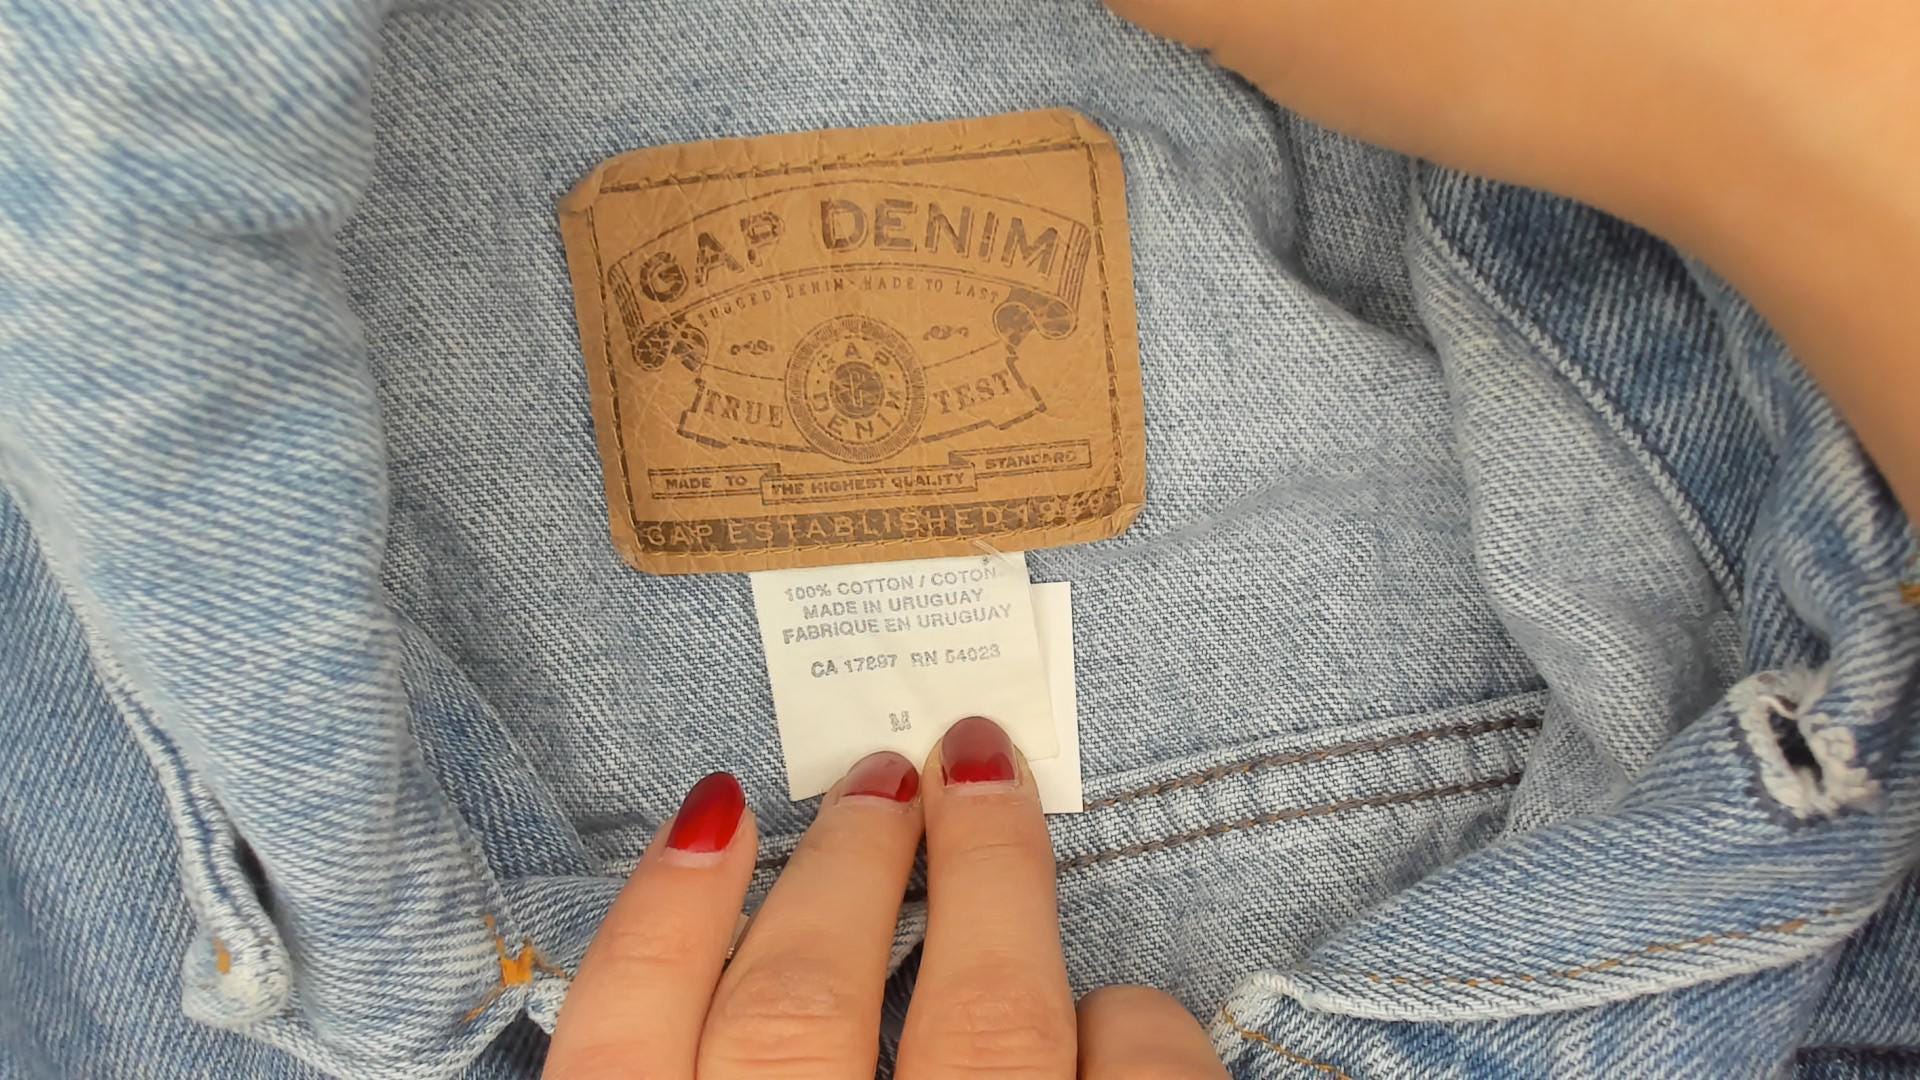 GAP DENIM
RUGGED DENIM MADE TO LAST
TRUE TEST
GAP
DENIM
MADE TO THE HIGHEST QUALITY STANDARD
GAP ESTABLISHED
100% COTTON / COTON
MADE IN URUGUAY
FABRIQUE EN URUGUAY
CA 17897 RN 54023
M